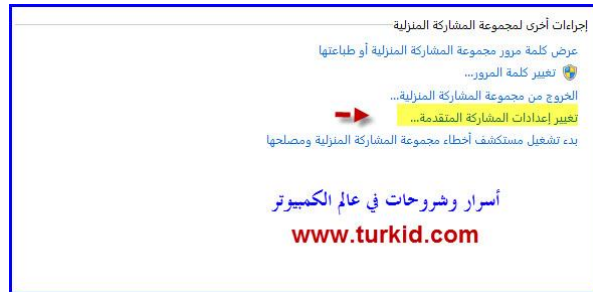 إجراءات أخرى لمجموعة المشاركة المنزلية
عرض كلمة مرور مجموعة المشاركة المنزلية أو طباعتها
تغيير كلمة المرور...
الخروج من مجموعة المشاركة المنزلية...
تغيير إعدادات المشاركة المتقدمة...
بدء تشغيل مستكشف أخطاء مجموعة المشاركة المنزلية ومصلحها
أسرار وشروحات في عالم الكمبيوتر
www.turkid.com